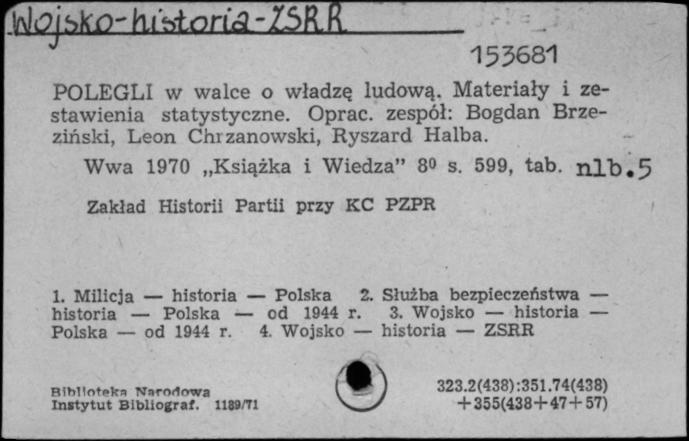 Wojsko-historia-ZSRR
153681
POLEGLI w walce o władzę ludową. Materiały i ze-
stawienia statystyczne. Oprac. zespół: Bogdan Brze-
ziński, Leon Chrzanowski, Ryszard Halba.
Wwa 1970 „Książka i Wiedza” 8º s. 599, tab. nlb.5
Zakład Historii Partii przy KC PZPR
1. Milicja — historia — Polska 2. Służba bezpieczeństwa —
historia — Polska — od 1944 r. 3. Wojsko — historia —
Polska — od 1944 r. 4. Wojsko — historia — ZSRR
Biblioteka Narodowa
Instytut Bibliograf. 1189/71
323.2(438):351.74(438)
+355(438+47+57)